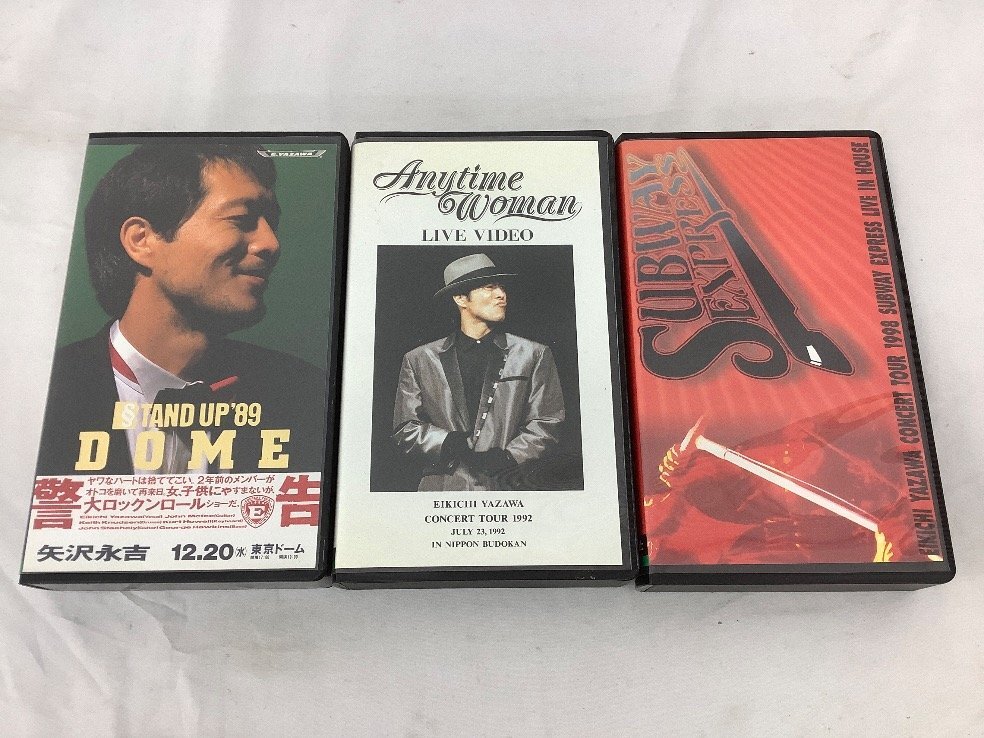 E.YAZAWA
STAND UP'89
DOME
警告
ヤワなハートは捨ててこい。2年前のメンバーが
オトコを磨いて再来日。女、子供にやすまないが、
大ロックンロールショーだ。
E
矢沢永吉 12.20(水) 東京ドーム
Anytime
Woman
LIVE VIDEO
EIKICHI YAZAWA
CONCERT TOUR 1992
JULY 23, 1992
IN NIPPON BUDOKAN
SUBWAY
EXPRESS
EIKICHI YAZAWA CONCERT TOUR 1998 SUBWAY EXPRESS LIVE IN HOUSE